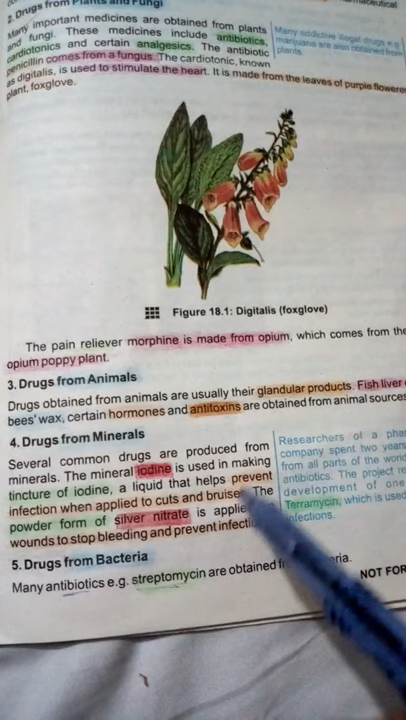 2. Drugs from Plants and Fungi
Many important medicines are obtained from plants
and fungi. These medicines include antibiotics,
cardiotonics and certain analgesics. The antibiotic
penicillin comes from a fungus. The cardiotonic, known
as digitalis, is used to stimulate the heart. It is made from the leaves of purple flowere
plant, foxglove.
Many addictive illegal drugs e.g
marijuana are also obtained from
plants.
Figure 18.1: Digitalis (foxglove)
The pain reliever morphine is made from opium, which comes from the
opium poppy plant.
3. Drugs from Animals
Drugs obtained from animals are usually their glandular products. Fish liver
bees' wax, certain hormones and antitoxins are obtained from animal sources
4. Drugs from Minerals
Several common drugs are produced from
minerals. The mineral iodine is used in making
tincture of iodine, a liquid that helps prevent
infection when applied to cuts and bruises. The
powder form of silver nitrate is applie
wounds to stop bleeding and prevent infecti
Researchers of a pha
company spent two years
from all parts of the world
antibiotics. The project re
development of one
Terramycin, which is used
infections.
5. Drugs from Bacteria
Many antibiotics e.g. streptomycin are obtained f ria.
NOT FOR